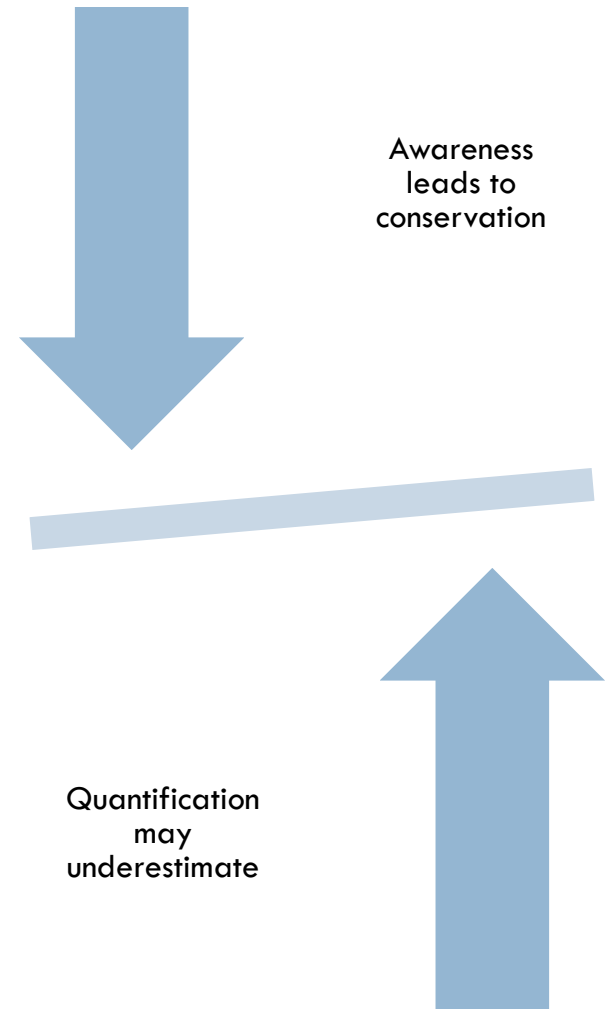 Awareness
leads to
conservation
Quantification
may
underestimate